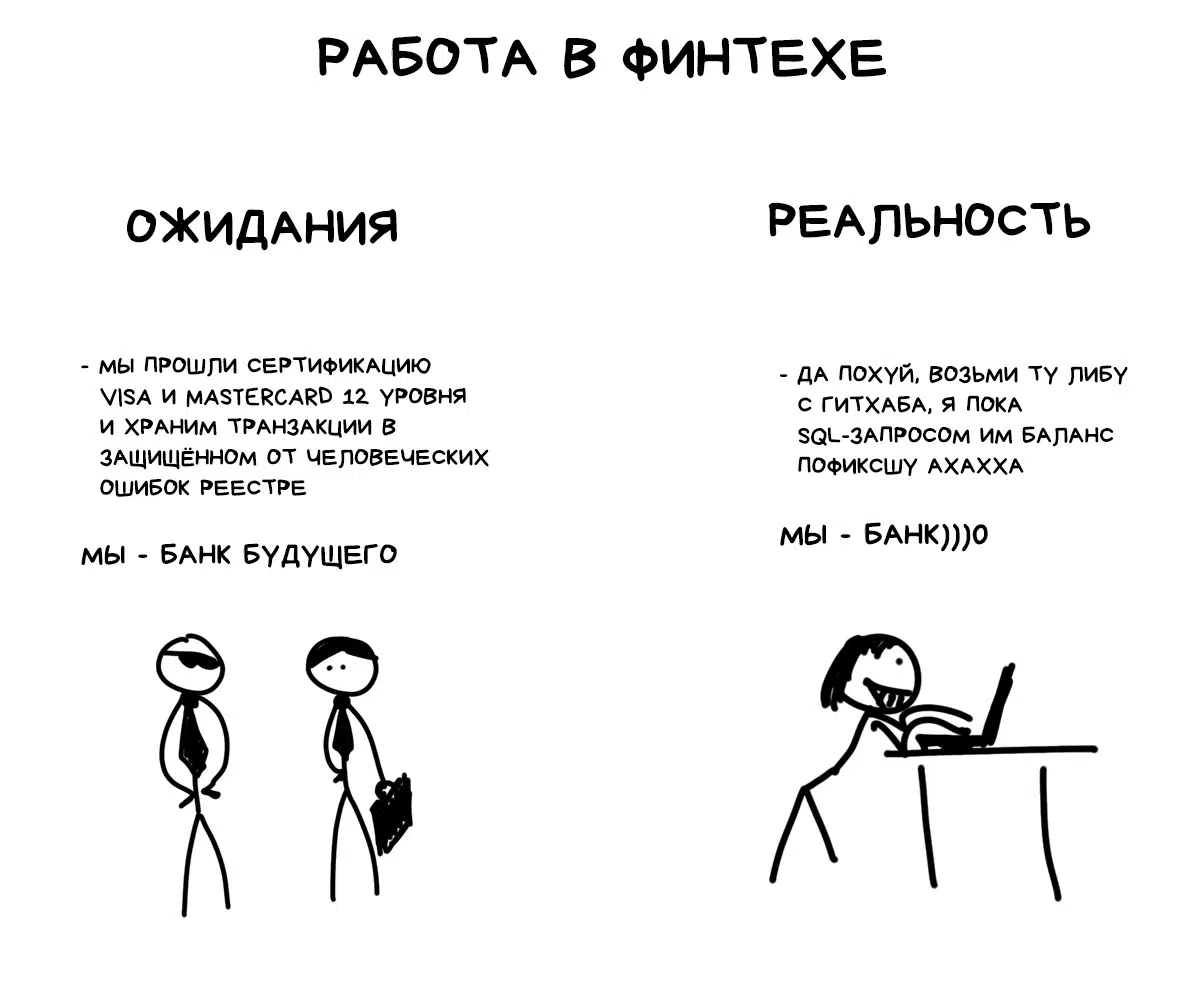 РАБОТА В ФИНТЕХЕ
ОЖИДАНИЯ
- МЫ ПРОШЛИ СЕРТИФИКАЦИЮ
VISA И MASTERCARD 12 УРОВНЯ
И ХРАНИМ ТРАНЗАКЦИИ В
ЗАЩИЩЁННОМ ОТ ЧЕЛОВЕЧЕСКИХ
ОШИБОК РЕЕСТРЕ
МЫ - БАНК БУДУЩЕГО
РЕАЛЬНОСТЬ
- ДА ПОХУЙ, ВОЗЬМИ ТУ ЛИБУ
С ГИТХАБА, Я ПОКА
SQL-ЗАПРОСОМ ИМ БАЛАНС
ПОФИКСШУ АХАХХА
МЫ - БАНК)))0